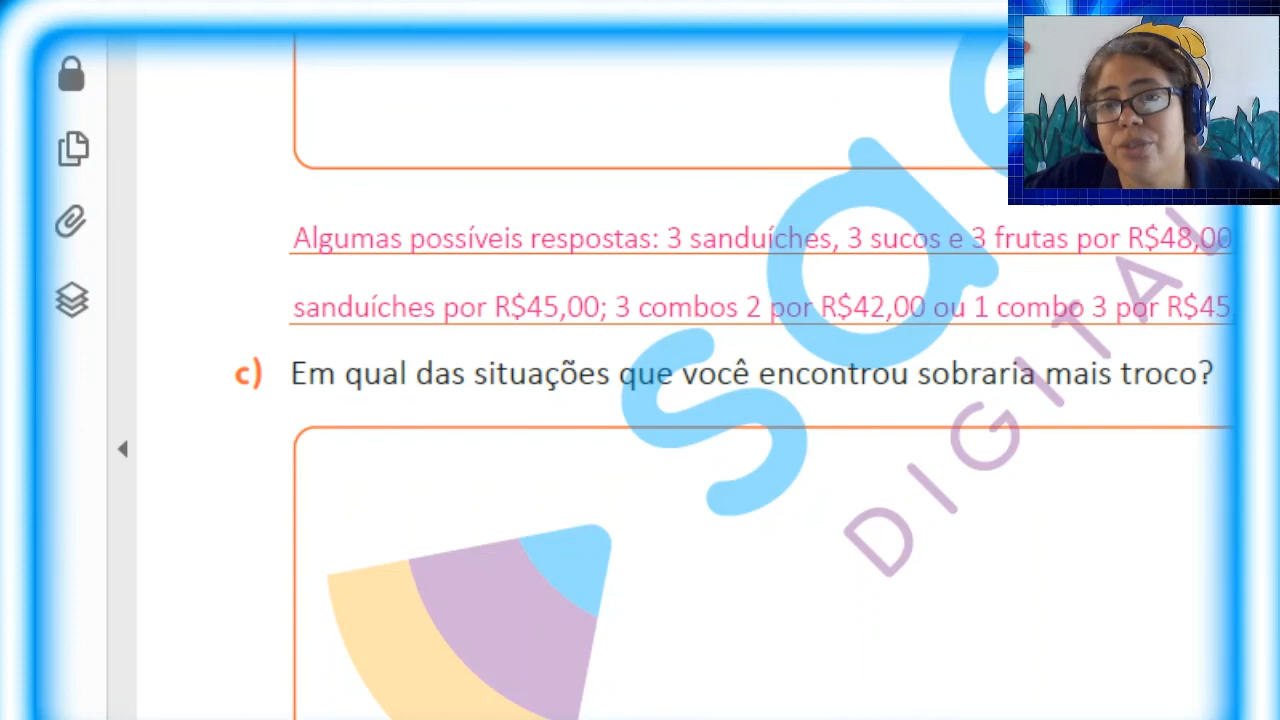 Algumas possíveis respostas: 3 sanduíches, 3 sucos e 3 frutas por R$48,00
sanduíches por R$45,00; 3 combos 2 por R$42,00 ou 1 combo 3 por R$45
c) Em qual das situações que você encontrou sobraria mais troco?
sas
DIGITAL